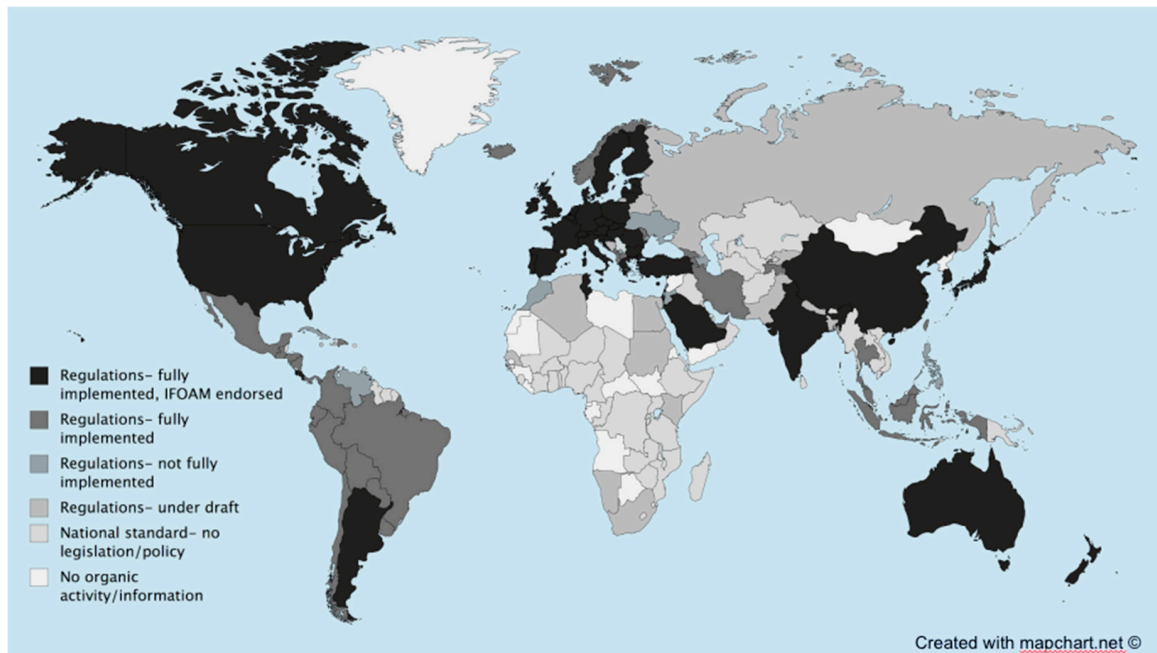 Regulations– fully
implemented, IFOAM endorsed
Regulations– fully
implemented
Regulations– not fully
implemented
Regulations– under draft
National standard– no
legislation/policy
No organic
activity/information
Created with mapchart.net ©